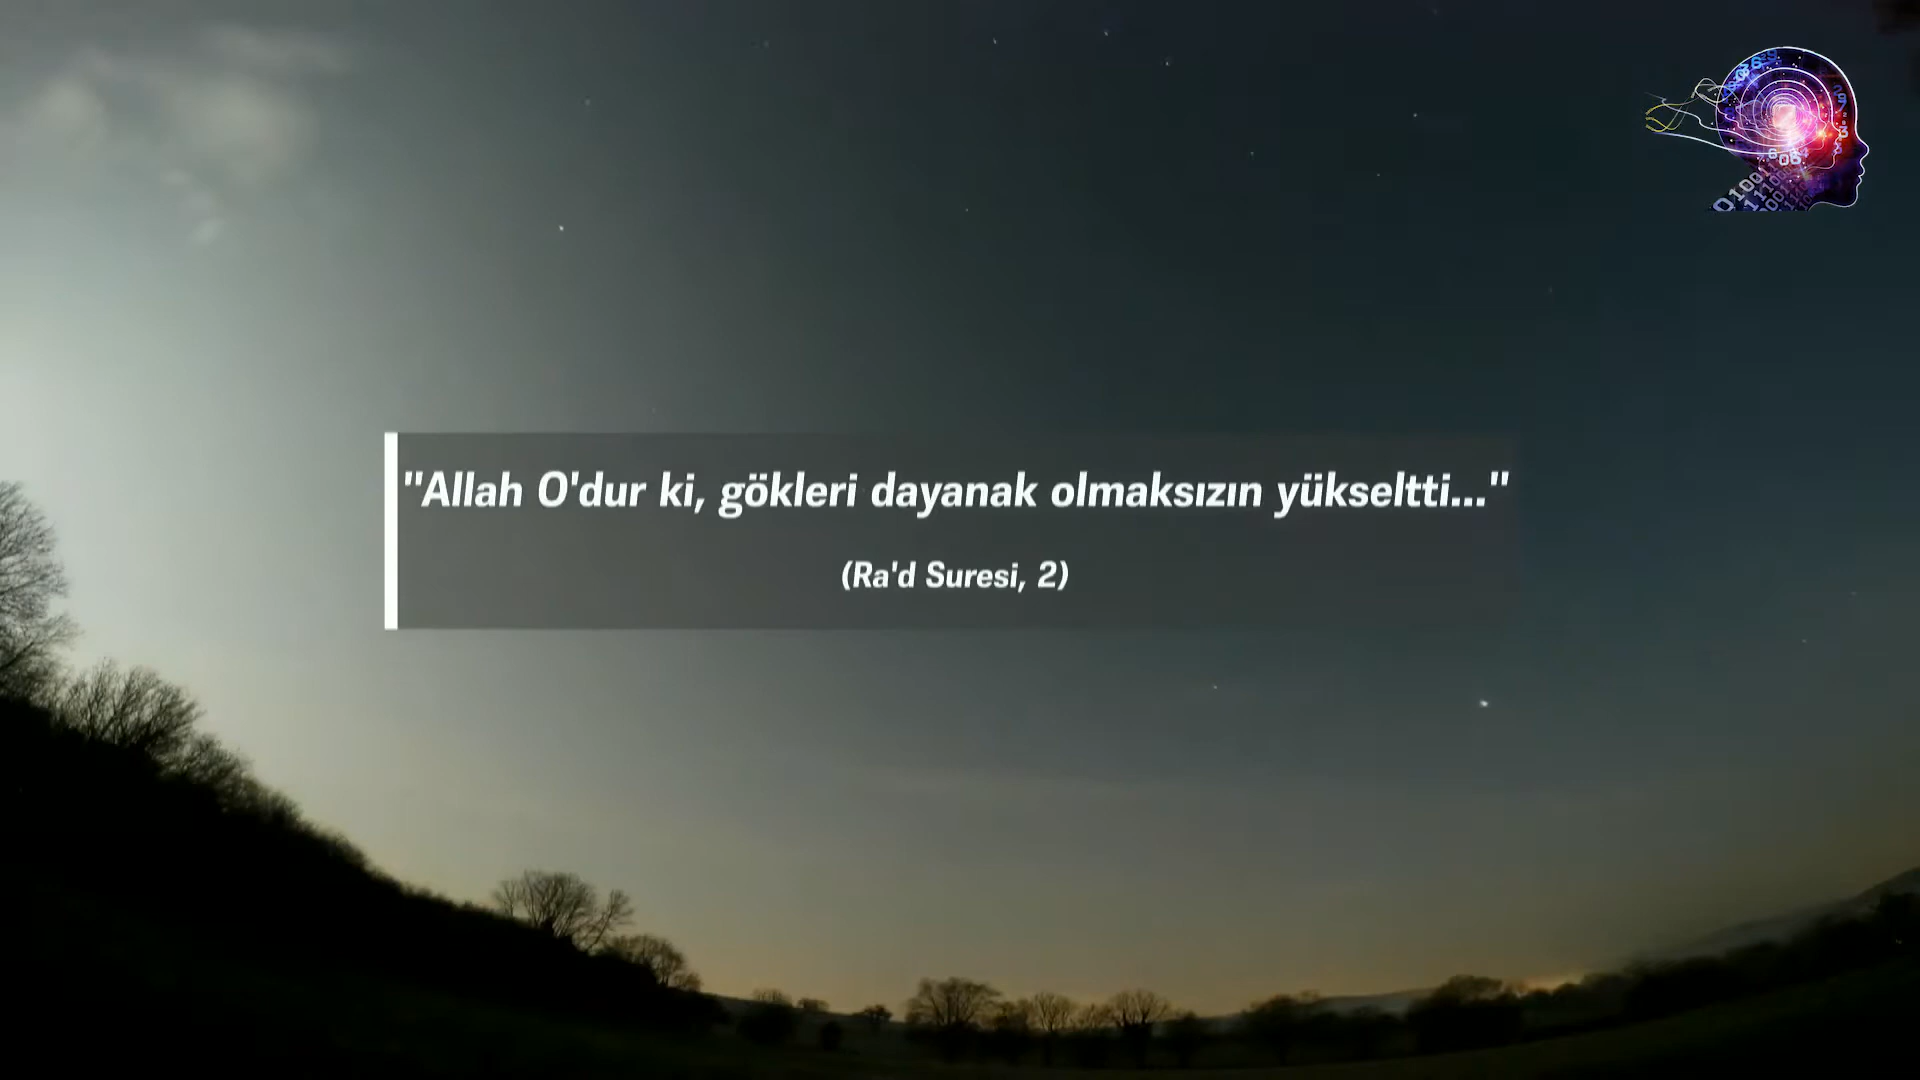 "Allah O'dur ki, gökleri dayanak olmaksızın yükseltti..."
(Ra'd Suresi, 2)